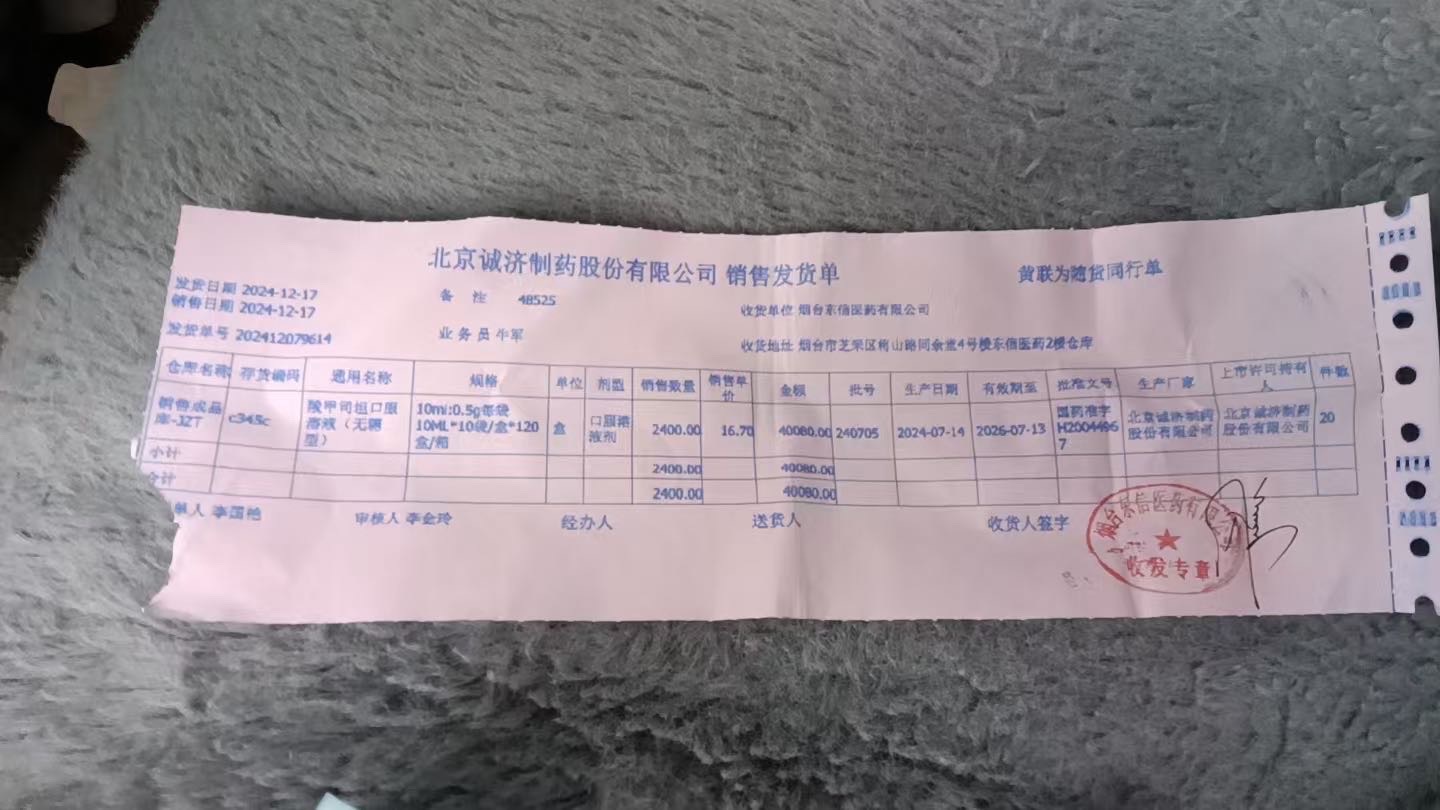 北京诚济制药股份有限公司 销售发货单
黄联为随货同行单
发货日期 2024-12-17
销售日期 2024-12-17
备 注 48525
收货单位 烟台东信医药有限公司
发货单号 202412079614
业务员 牛军
收货地址 烟台市芝罘区梅山路同余堂4号楼东信医药2楼仓库
仓库名称 存货编码 通用名称 规格 单位 剂型 销售数量 销售单价 金额 批号 生产日期 有效期至 批准文号 生产厂家 上市许可持有人 件数
销售成品库-JZT c345c 羧甲司坦口服溶液(无糖型) 10ml:0.5g每袋 10ML*10袋/盒*120盒/箱 盒 口服溶液剂 2400.00 16.70 40080.00 240705 2024-07-14 2026-07-13 国药准字H20044967 北京诚济制药股份有限公司 北京诚济制药股份有限公司 20
小计 2400.00 40080.00
合计 2400.00 40080.00
单人 李国艳 审核人 李金玲 经办人 送货人 收货人签字
烟台东信医药有限公司
收发专章